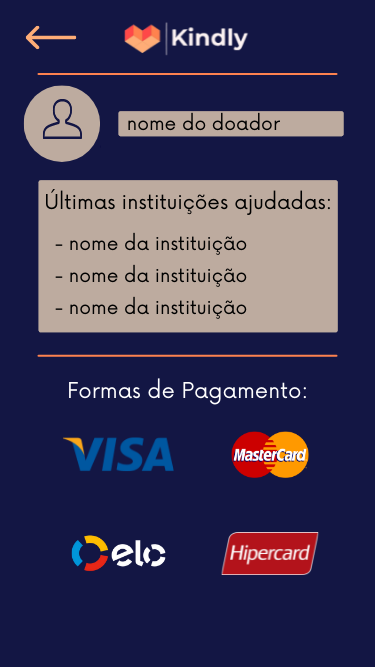 Kindly
nome do doador
Últimas instituições ajudadas:
- nome da instituição
- nome da instituição
- nome da instituição
Formas de Pagamento:
VISA MasterCard
elo Hipercard